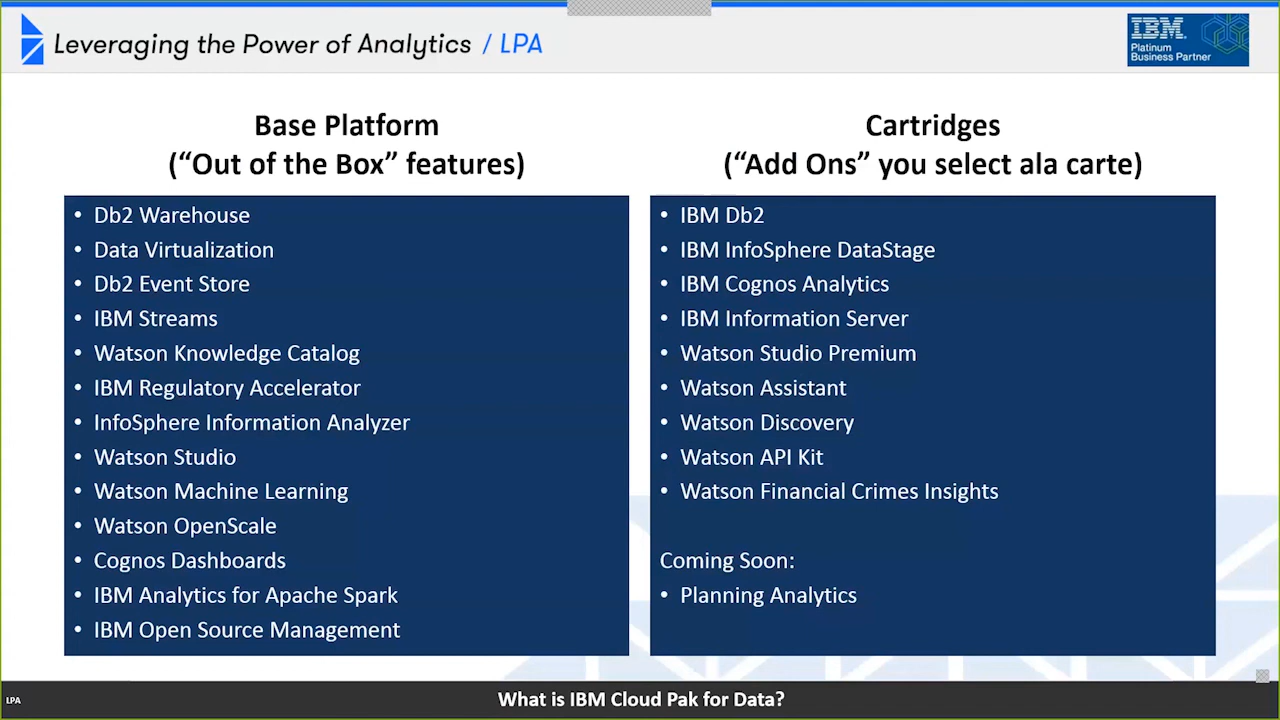 Leveraging the Power of Analytics / LPA
IBM
Platinum
Business Partner
Base Platform
(“Out of the Box” features)
• Db2 Warehouse
• Data Virtualization
• Db2 Event Store
• IBM Streams
• Watson Knowledge Catalog
• IBM Regulatory Accelerator
• InfoSphere Information Analyzer
• Watson Studio
• Watson Machine Learning
• Watson OpenScale
• Cognos Dashboards
• IBM Analytics for Apache Spark
• IBM Open Source Management
Cartridges
(“Add Ons” you select ala carte)
• IBM Db2
• IBM InfoSphere DataStage
• IBM Cognos Analytics
• IBM Information Server
• Watson Studio Premium
• Watson Assistant
• Watson Discovery
• Watson API Kit
• Watson Financial Crimes Insights
Coming Soon:
• Planning Analytics
LPA
What is IBM Cloud Pak for Data?